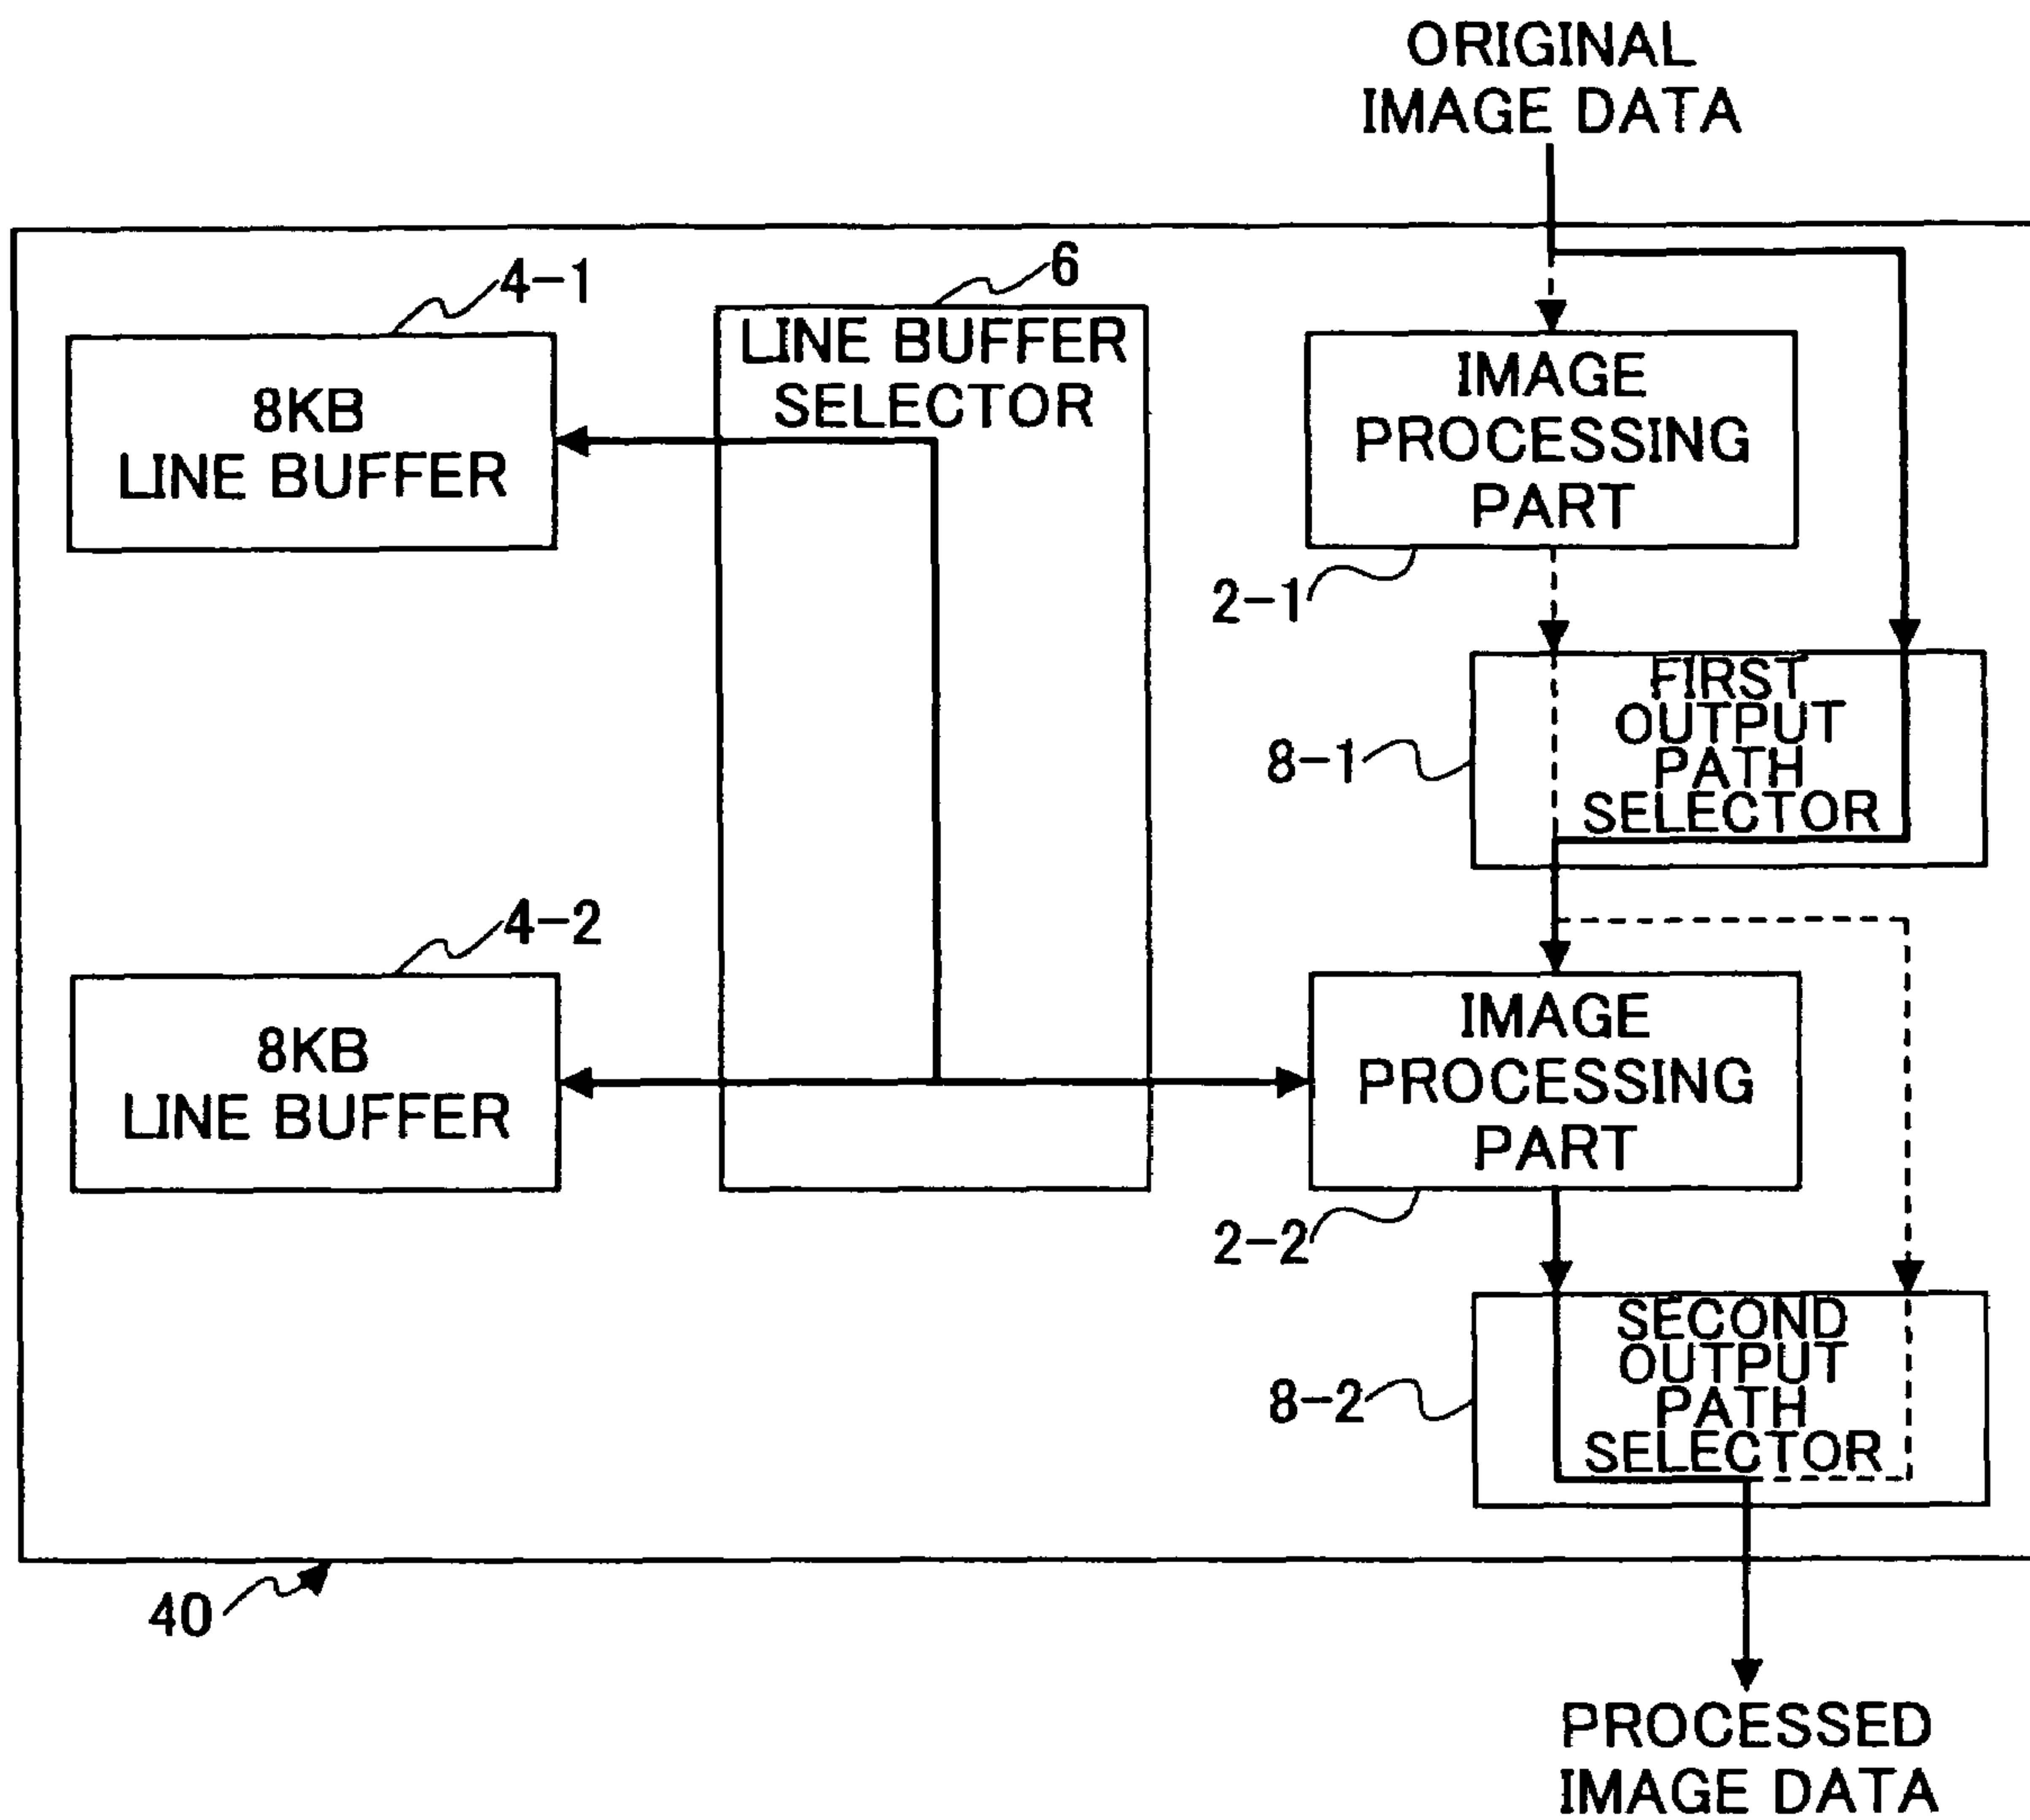 ORIGINAL
IMAGE DATA
4-1
6
8KB
LINE BUFFER
LINE BUFFER
SELECTOR
IMAGE
PROCESSING
PART
2-1
FIRST
OUTPUT
PATH
SELECTOR
8-1
4-2
8KB
LINE BUFFER
IMAGE
PROCESSING
PART
2-2
SECOND
OUTPUT
PATH
SELECTOR
8-2
40
PROCESSED
IMAGE DATA